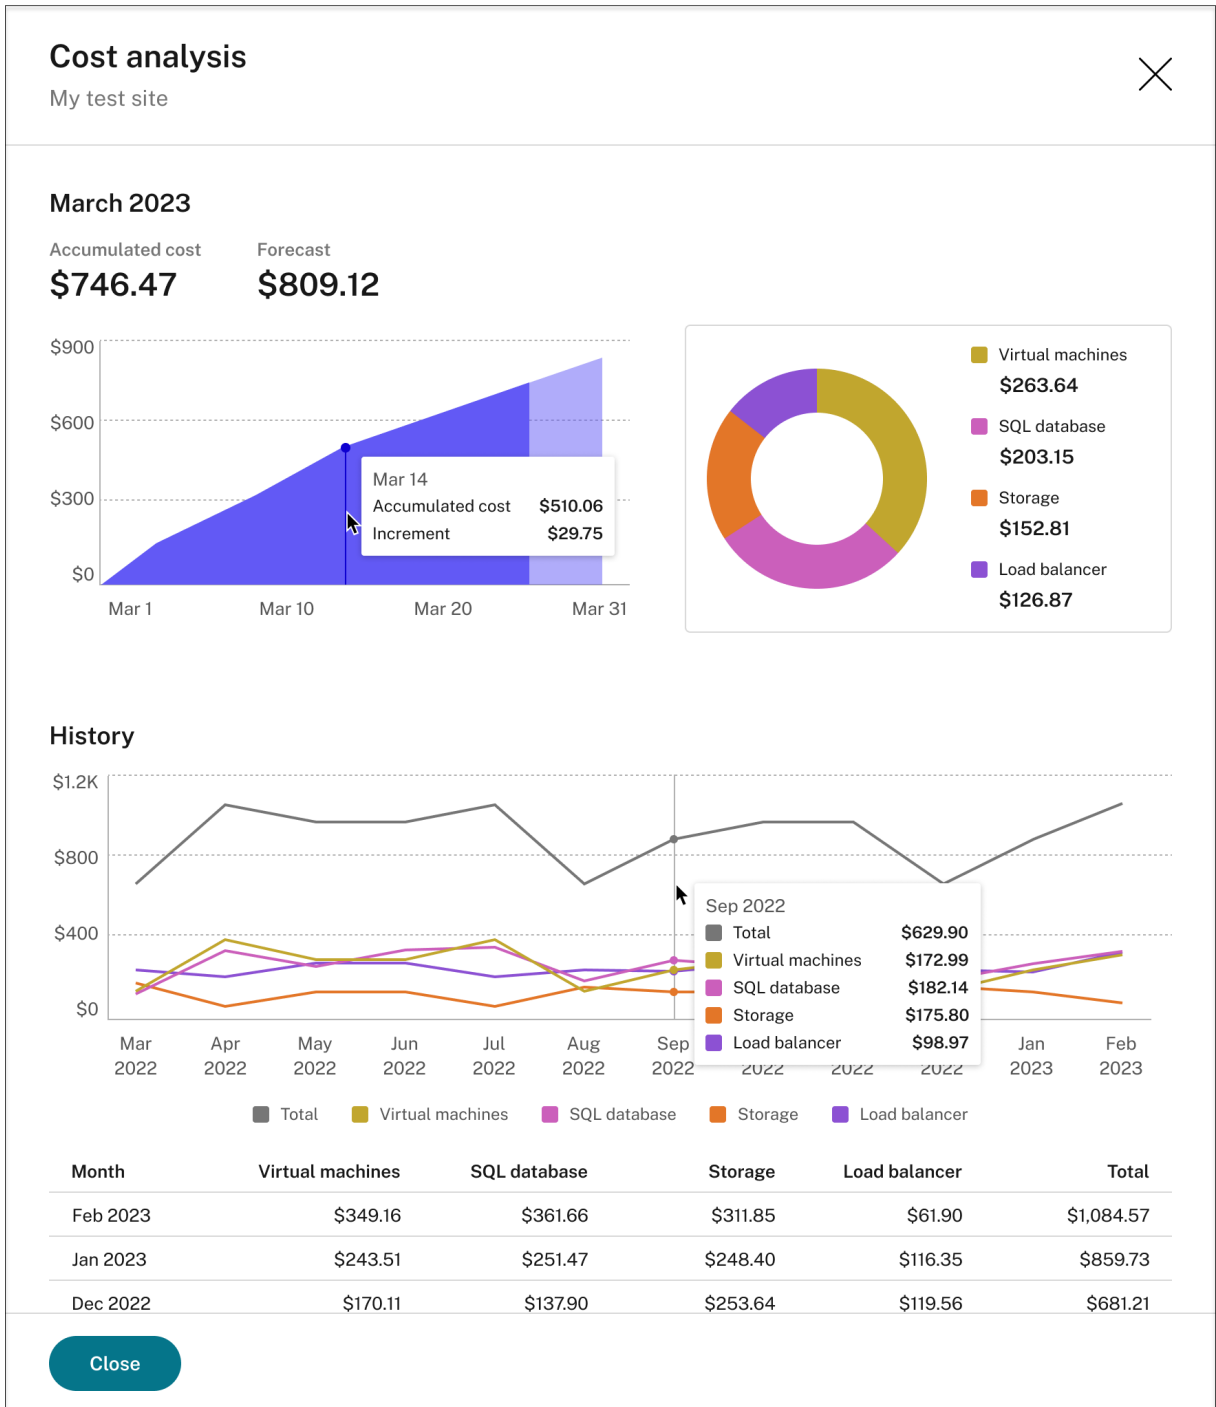 Cost analysis
My test site
March 2023
Accumulated cost Forecast
$746.47 $809.12
$900
$600
$300
$0
Mar 1 Mar 10 Mar 20 Mar 31
Mar 14
Accumulated cost $510.06
Increment $29.75
Virtual machines
$263.64
SQL database
$203.15
Storage
$152.81
Load balancer
$126.87
History
$1.2K
$800
$400
$0
Sep 2022
Total $629.90
Virtual machines $172.99
SQL database $182.14
Storage $175.80
Load balancer $98.97
Mar Apr May Jun Jul Aug Sep Jan Feb
2022 2022 2022 2022 2022 2022 2022 2022 2022 2022 2023 2023
Total Virtual machines SQL database Storage Load balancer
Month Virtual machines SQL database Storage Load balancer Total
Feb 2023 $349.16 $361.66 $311.85 $61.90 $1,084.57
Jan 2023 $243.51 $251.47 $248.40 $116.35 $859.73
Dec 2022 $170.11 $137.90 $253.64 $119.56 $681.21
Close